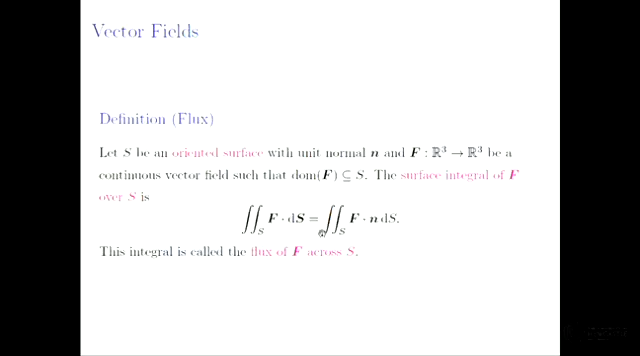 Vector Fields
Definition (Flux)
Let S be an oriented surface with unit normal n and F : ℝ³ → ℝ³ be a
continuous vector field such that dom(F) ⊆ S. The surface integral of F
over S is
∬_S F · dS = ∬_S F · n dS.
This integral is called the flux of F across S.